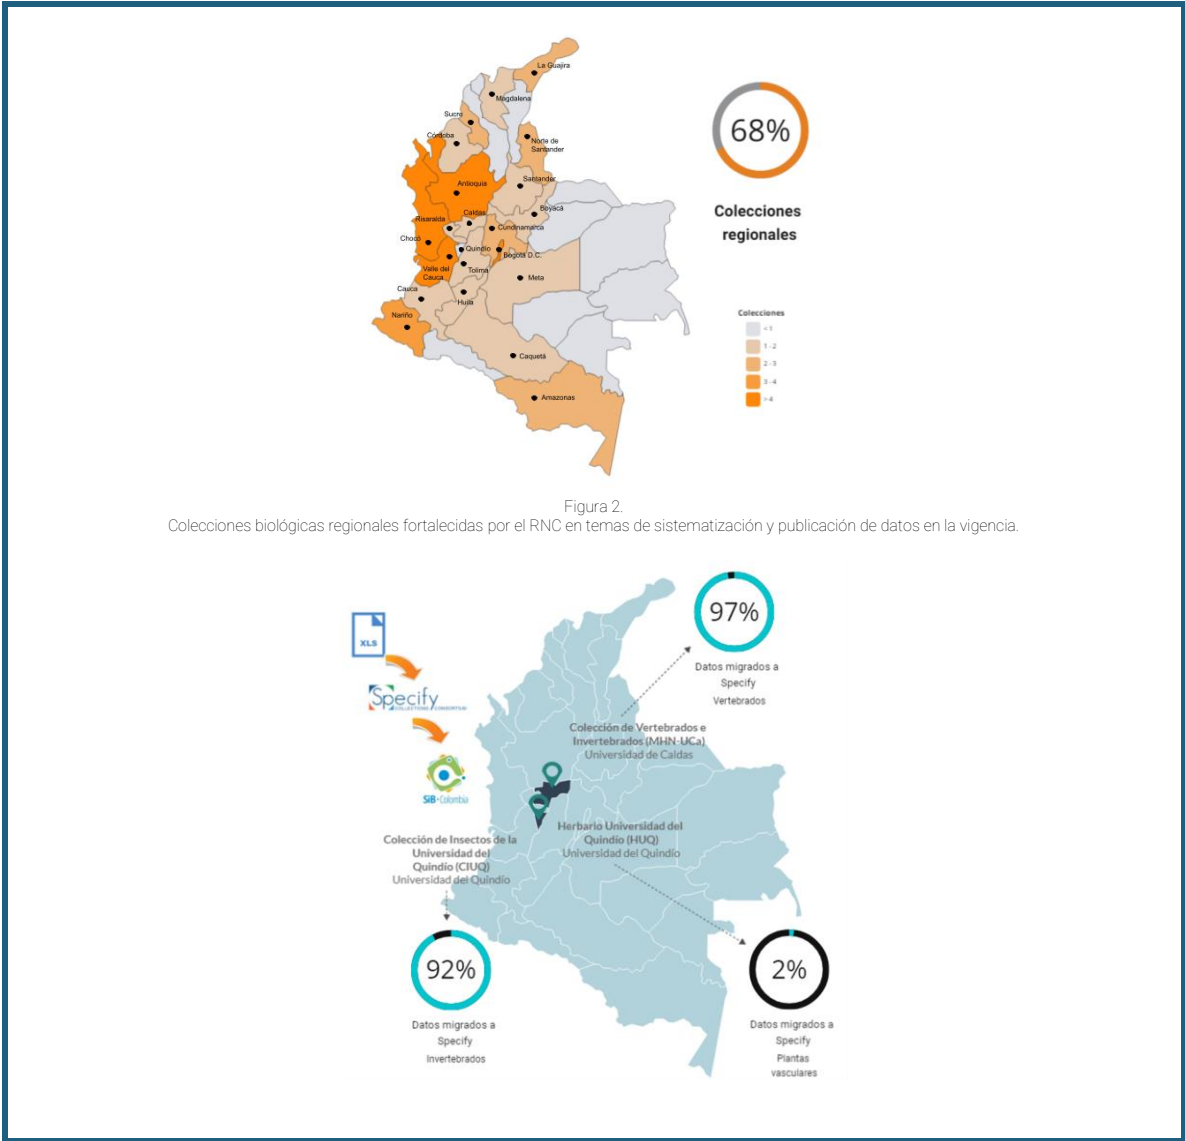 La Guajira
Magdalena
Sucre
Córdoba
Norte de
Santander
Santander
Antioquia
Boyacá
Caldas
Risaralda
Cundinamarca
Chocó
Quindío
Bogotá D.C.
Valle del
Cauca
Tolima
Meta
Cauca
Huila
Nariño
Caquetá
Amazonas
68%
Colecciones
regionales
Colecciones
<1
1-2
2-3
3-4
>4
Figura 2.
Colecciones biológicas regionales fortalecidas por el RNC en temas de sistematización y publicación de datos en la vigencia.
XLS
Specify
COLLECTIONS CONSORTIUM
SiB·Colombia
97%
Datos migrados a
Specify
Vertebrados
Colección de Vertebrados e
Invertebrados (MHN-UCa)
Universidad de Caldas
Herbario Universidad del
Quindío (HUQ)
Universidad del Quindío
Colección de Insectos de la
Universidad del
Quindío (CIUQ)
Universidad del Quindío
92%
Datos migrados a
Specify
Invertebrados
2%
Datos migrados a
Specify
Plantas
vasculares